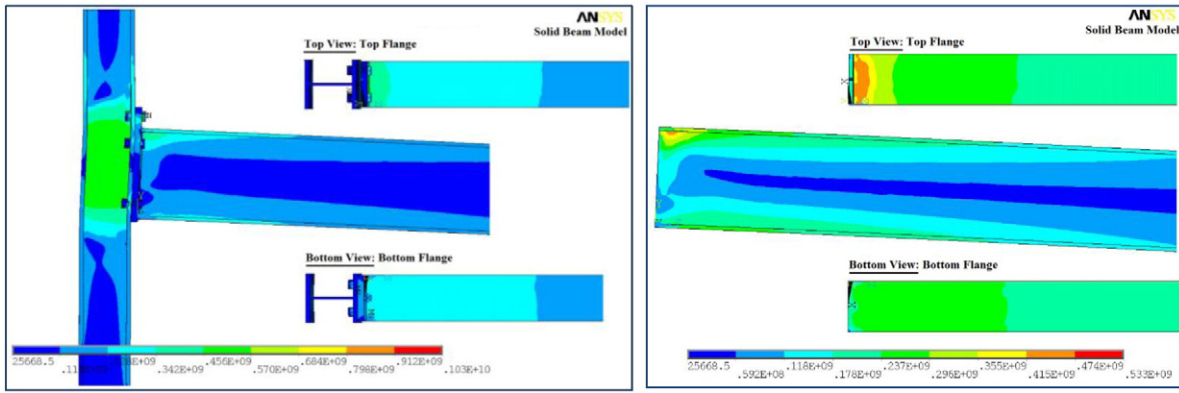 ANSYS
Solid Beam Model
Top View: Top Flange
Bottom View: Bottom Flange
25668.5 .456E+09 .684E+09 .912E+09
.342E+09 .570E+09 .798E+09 .103E+10
ANSYS
Solid Beam Model
Top View: Top Flange
Bottom View: Bottom Flange
25668.5 .118E+09 .237E+09 .355E+09 .474E+09
.592E+08 .178E+09 .296E+09 .415E+09 .533E+09